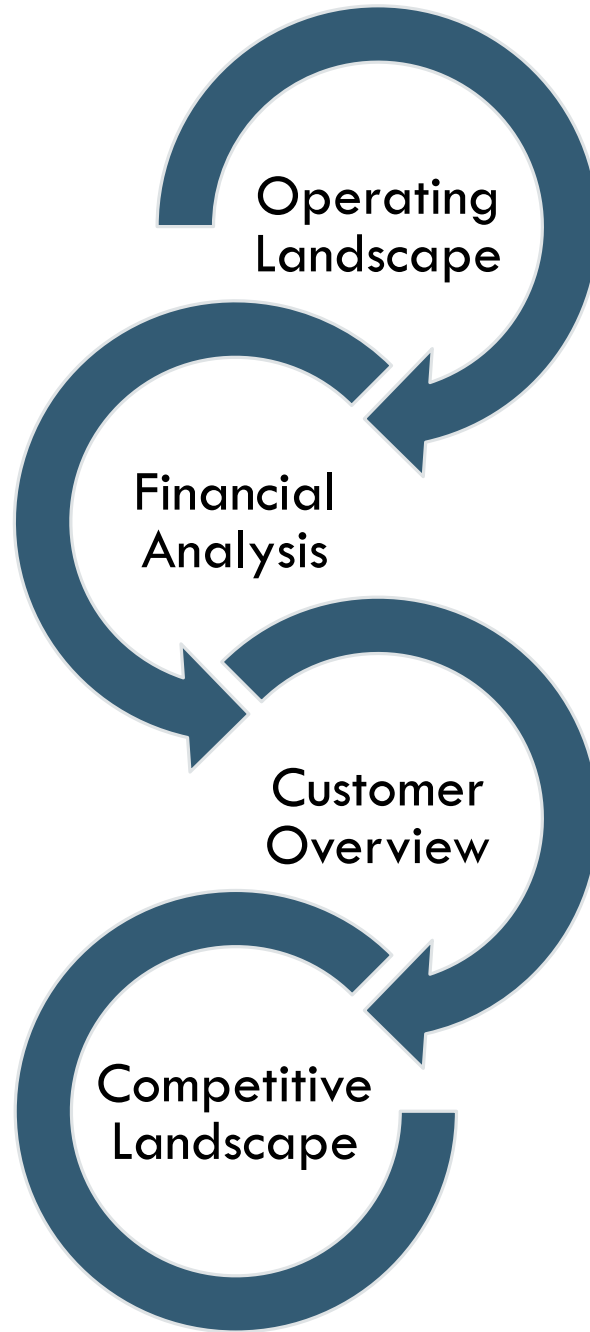 Operating
Landscape
Financial
Analysis
Customer
Overview
Competitive
Landscape